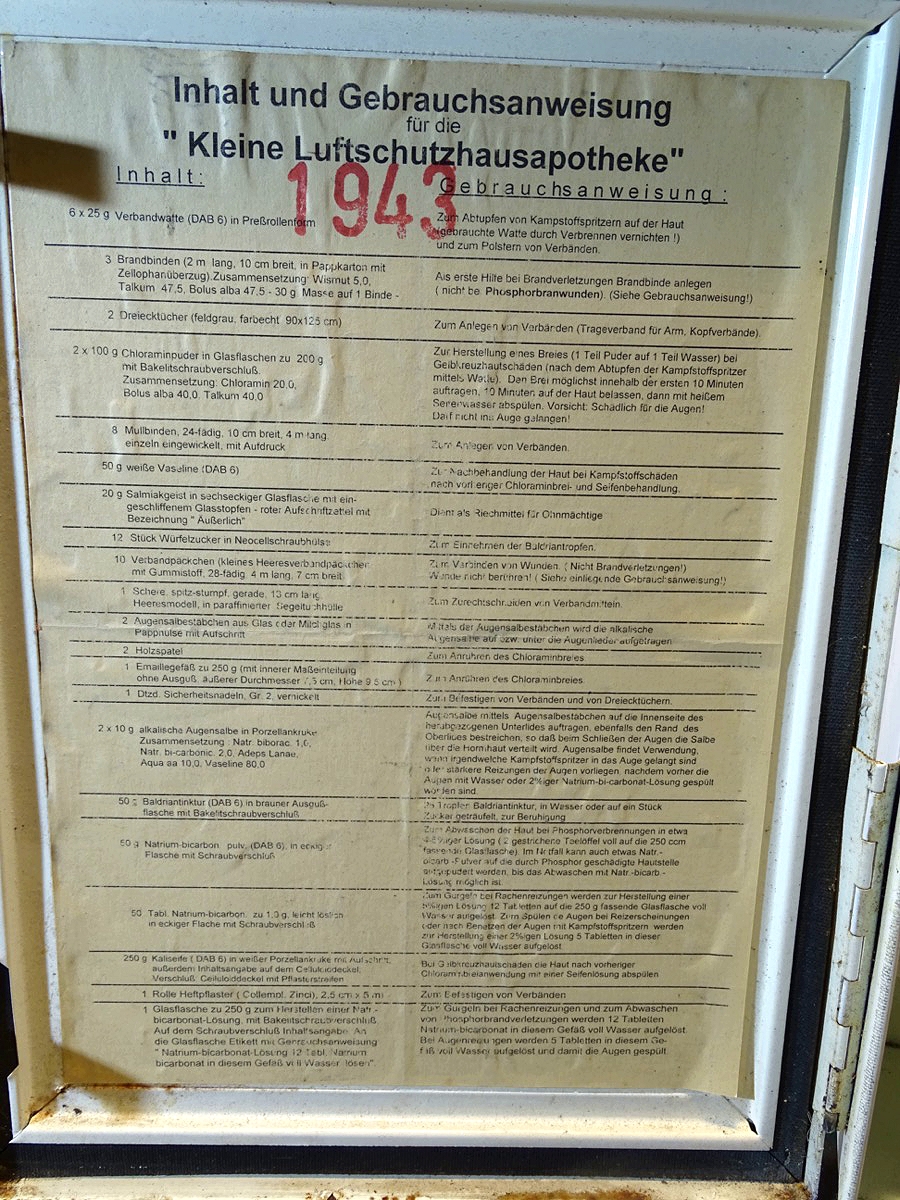 Inhalt und Gebrauchsanweisung
für die
" Kleine Luftschutzhausapotheke"
1943
Inhalt:
Gebrauchsanweisung :
6 x 25 g Verbandwatte (DAB 6) in Preßrollenform
Zum Abtupfen von Kampstoffspritzern auf der Haut
(gebrauchte Watte durch Verbrennen vernichten !)
und zum Polstern von Verbänden.
3 Brandbinden (2 m lang, 10 cm breit, in Pappkarton mit
Zellophanüberzug).Zusammensetzung: Wismut 5,0,
Talkum 47,5, Bolus alba 47,5 - 30 g Masse auf 1 Binde -
Als erste Hilfe bei Brandverletzungen Brandbinde anlegen
( nicht be Phosphorbranwunden). (Siehe Gebrauchsanweisung!)
2 Dreiecktücher (feldgrau, farbecht 90x125 cm)
Zum Anlegen von Verbänden (Trageverband für Arm, Kopfverbände).
2 x 100 g Chloraminpuder in Glasflaschen zu 200 g
mit Bakelitschraubverschluß.
Zusammensetzung: Chloramin 20,0,
Bolus alba 40,0, Talkum 40,0
Zur Herstellung eines Breies (1 Teil Puder auf 1 Teil Wasser) bei
Gelbkreuzhautschäden (nach dem Abtupfen der Kampfstoffspritzer
mittels Watte). Den Brei möglichst innehalb der ersten 10 Minuten
auftragen, 10 Minuten auf der Haut belassen, dann mit heißem
Seifenwasser abspülen. Vorsicht: Schädlich für die Augen!
Darf nicht ins Auge gelangen!
8 Mullbinden, 24-fädig, 10 cm breit, 4 m lang,
einzeln eingewickelt, mit Aufdruck
Zum Anlegen von Verbänden.
50 g weiße Vaseline (DAB 6)
Zur Nachbehandlung der Haut bei Kampfstoffschäden
nach vorheriger Chloraminbrei- und Seifenbehandlung.
20 g Salmiakgeist in sechseckiger Glasflasche mit ein-
geschliffenem Glasstopfen - roter Aufschriftzettel mit
Bezeichnung " Äußerlich"
Dient als Riechmittel für Ohnmächtige
12 Stück Würfelzucker in Neocellschraubhülse
Zum Einnehmen der Baldriantropfen.
10 Verbandpäckchen (kleines Heeresverbandpäckchen
mit Gummistoff, 28-fädig, 4 m lang, 7 cm breit
Zum Verbinden von Wunden. ( Nicht Brandverletzungen!)
Wunde nicht berühren! ( Siehe einliegende Gebrauchsanweisung!)
1 Schere, spitz-stumpf, gerade, 13 cm lang,
Heeresmodell, in paraffinierter Segeltuchhülle
Zum Zurechtschneiden von Verbandmitteln.
2 Augensalbestäbchen aus Glas oder Milchglas in
Papphülse mit Aufschrift
Mittels der Augensalbestäbchen wird die alkalische
Augensalbe auf bzw. unter die Augenlieder aufgetragen
2 Holzspatel
Zum Anrühren des Chloraminbreies
1 Emaillegefäß zu 250 g (mit innerer Maßeinteilung
ohne Ausguß, äußerer Durchmesser 7,5 cm, Höhe 9,5 cm )
Zum Anrühren des Chloraminbreies.
1 Dtzd. Sicherheitsnadeln, Gr. 2, vernickelt
Zum Befestigen von Verbänden und von Dreiecktüchern.
2 x 10 g alkalische Augensalbe in Porzellankruke
Zusammensetzung : Natr. biborac. 1,0,
Natr. bi-carbonic. 2,0, Adeps Lanae,
Aqua aa 10,0, Vaseline 80,0
Augensalbe mittels Augensalbestäbchen auf die Innenseite des
herabgezogenen Unterlides auftragen, ebenfalls den Rand des
Oberlides bestreichen, so daß beim Schließen der Augen die Salbe
über die Hornhaut verteilt wird. Augensalbe findet Verwendung,
wenn irgendwelche Kampfstoffspritzer in das Auge gelangt sind
oder stärkere Reizungen der Augen vorliegen, nachdem vorher die
Augen mit Wasser oder 2%iger Natrium-bi-carbonat-Lösung gespült
worden sind.
50 g Baldriantinktur (DAB 6) in brauner Ausguß-
flasche mit Bakelitschraubverschluß
Tropfen Baldriantinktur, in Wasser oder auf ein Stück
Zucker geträufelt, zur Beruhigung
50 g Natrium-bicarbon pulv. (DAB 6), in eckiger
Flasche mit Schraubverschluß
Zum Abwaschen der Haut bei Phosphorverbrennungen in etwa
Lösung ( 2 gestrichene Teelöffel voll auf die 250 ccm
fassende Glasflasche). Im Notfall kann auch etwas Natr.-
bicarb.-Pulver auf die durch Phosphor geschädigte Hautstelle
aufgepudert werden, bis das Abwaschen mit Natr.-bicarb.-
Lösung möglich ist.
50 Tabl. Natrium-bicarbon. zu 1,0 g, leicht löslich
in eckiger Flache mit Schraubverschluß
Zum Gurgeln bei Rachenreizungen werden zur Herstellung einer
Lösung 12 Tabletten auf die 250 g fassende Glasflasche voll
Wasser aufgelöst. Zum Spülen de Augen bei Reizerscheinungen
oder nach Benetzen der Augen mit Kampfstoffspritzern werden
zur Herstellung einer 2%igen Lösung 5 Tabletten in dieser
Glasflasche voll Wasser aufgelöst
250 g Kaliseife ( DAB 6) in weißer Porzellankruke mit Aufschrift,
außerdem Inhaltsangabe auf dem Celluloiddeckel,
Verschluß: Celluloiddeckel mit Pflasterstreifen
Bei Gelbkreuzhautschäden die Haut nach vorheriger
Chloraminbreianwendung mit einer Seifenlösung abspülen
1 Rolle Heftpflaster ( Collempl. Zinci), 2,5 cm x 5 m
Zum Befestigen von Verbänden
1 Glasflasche zu 250 g zum Herstellen einer Natr.-
bicarbonat-Lösung, mit Bakelitschraubverschluß
Auf dem Schraubverschluß Inhaltsangabe. An
die Glasflasche Etikett mit Gebrauchsanweisung
" Natrium-bicarbonat-Lösung 12 Tabl. Natrium
bicarbonat in diesem Gefäß voll Wasser lösen".
Zum Gurgeln bei Rachenreizungen und zum Abwaschen
von Phosphorbrandverletzungen werden 12 Tabletten
Natrium-bicarbonat in diesem Gefäß voll Wasser aufgelöst.
Bei Augenreizungen werden 5 Tabletten in diesem Ge-
fäß voll Wasser aufgelöst und damit die Augen gespült.